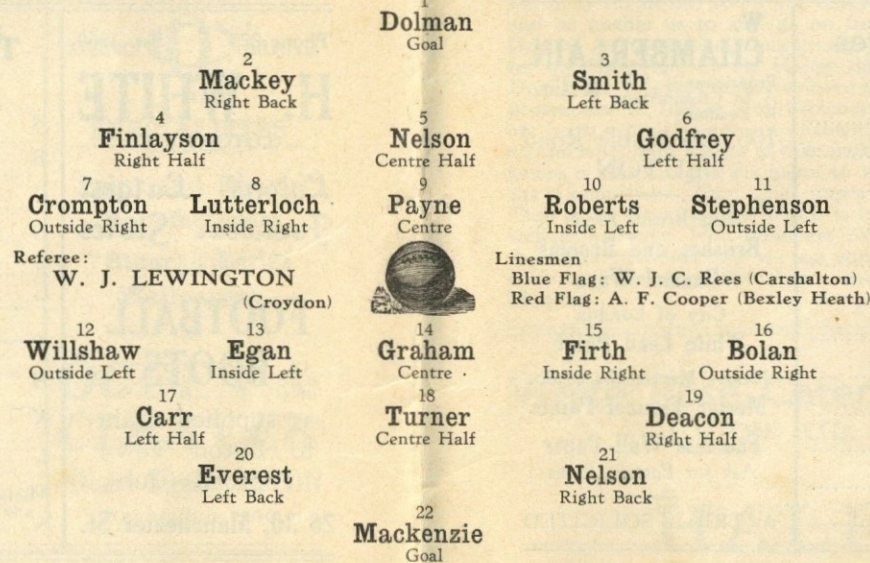 1
Dolman
Goal
2 3
Mackey Smith
Right Back Left Back
4 5 6
Finlayson Nelson Godfrey
Right Half Centre Half Left Half
7 8 9 10 11
Crompton Lutterloch Payne Roberts Stephenson
Outside Right Inside Right Centre Inside Left Outside Left
Referee:
W. J. LEWINGTON
(Croydon)
Linesmen
Blue Flag: W. J. C. Rees (Carshalton)
Red Flag: A. F. Cooper (Bexley Heath)
12 13 14 15 16
Willshaw Egan Graham Firth Bolan
Outside Left Inside Left Centre Inside Right Outside Right
17 18 19
Carr Turner Deacon
Left Half Centre Half Right Half
20 21
Everest Nelson
Left Back Right Back
22
Mackenzie
Goal